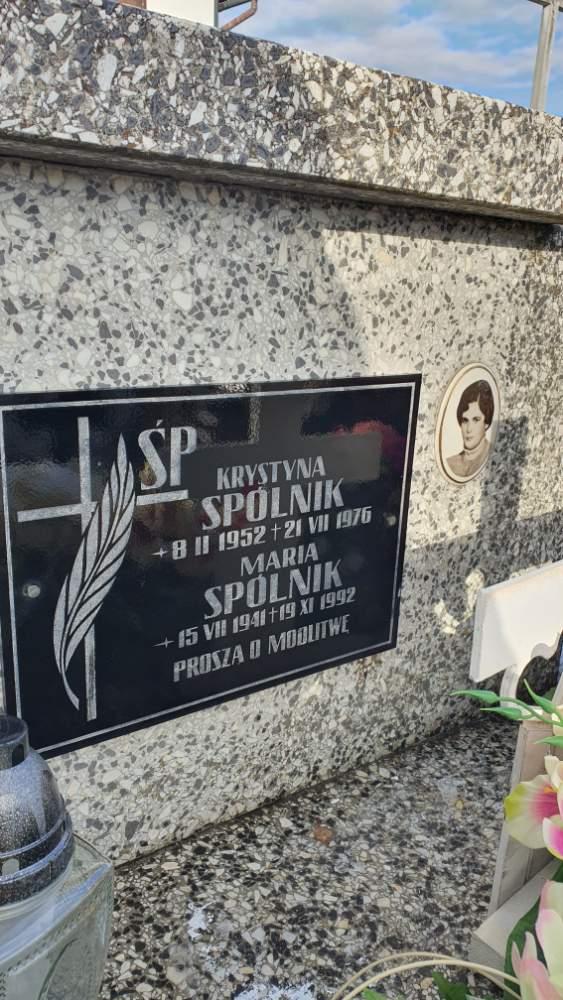 ŚP
KRYSTYNA
SPÓLNIK
8 II 1952 † 21 VII 1976
MARIA
SPÓLNIK
15 VII 1941 † 19 XI 1992
PROSZĄ O MODLITWĘ